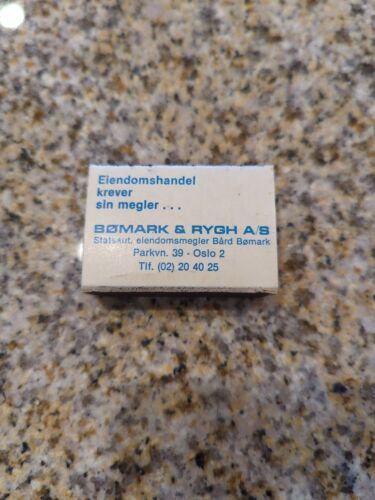 Eiendomshandel
krever
sin megler . . .
BØMARK & RYGH A/S
Statsaut. eiendomsmegler Bård Bømark
Parkvn. 39 - Oslo 2
Tlf. (02) 20 40 25